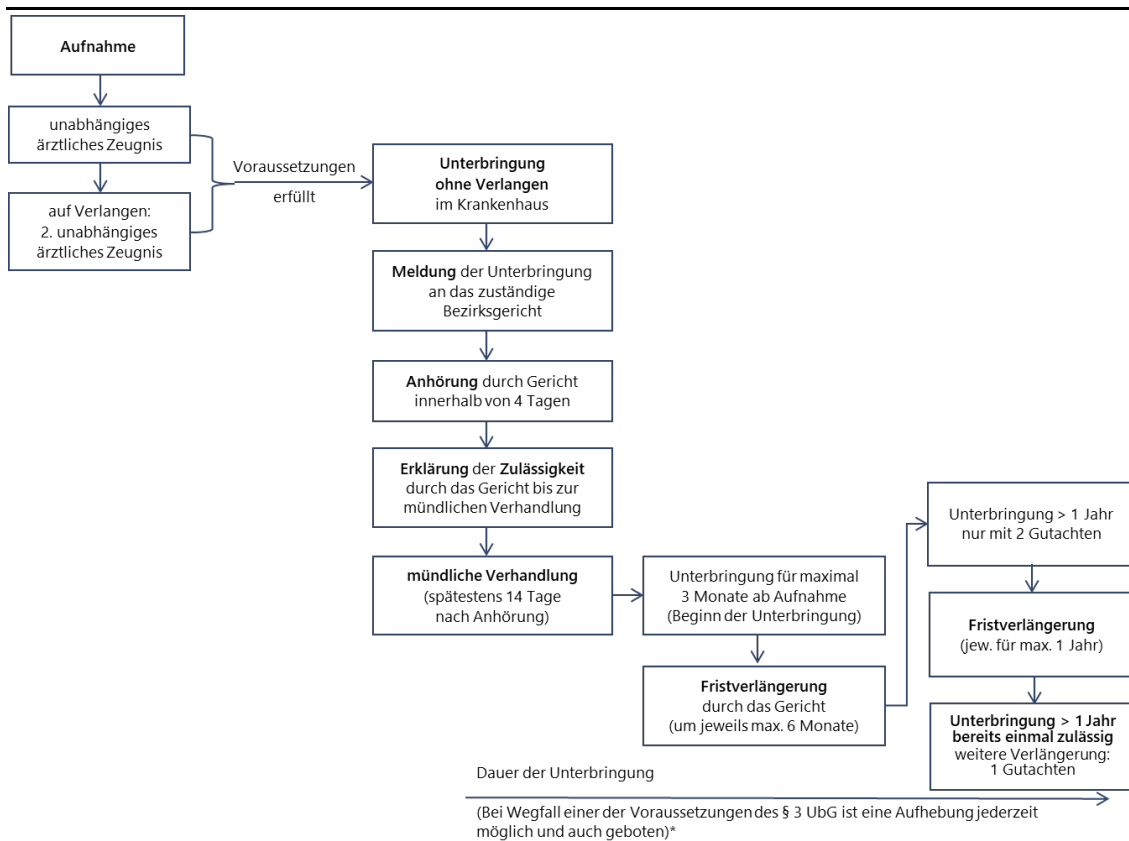 Aufnahme
unabhängiges
ärztliches Zeugnis
auf Verlangen:
2. unabhängiges
ärztliches Zeugnis
Voraussetzungen
erfüllt
Unterbringung
ohne Verlangen
im Krankenhaus
Meldung der Unterbringung
an das zuständige
Bezirksgericht
Anhörung durch Gericht
innerhalb von 4 Tagen
Erklärung der Zulässigkeit
durch das Gericht bis zur
mündlichen Verhandlung
mündliche Verhandlung
(spätestens 14 Tage
nach Anhörung)
Unterbringung für maximal
3 Monate ab Aufnahme
(Beginn der Unterbringung)
Fristverlängerung
durch das Gericht
(um jeweils max. 6 Monate)
Unterbringung > 1 Jahr
nur mit 2 Gutachten
Fristverlängerung
(jew. für max. 1 Jahr)
Unterbringung > 1 Jahr
bereits einmal zulässig
weitere Verlängerung:
1 Gutachten
Dauer der Unterbringung
(Bei Wegfall einer der Voraussetzungen des § 3 UbG ist eine Aufhebung jederzeit
möglich und auch geboten)*